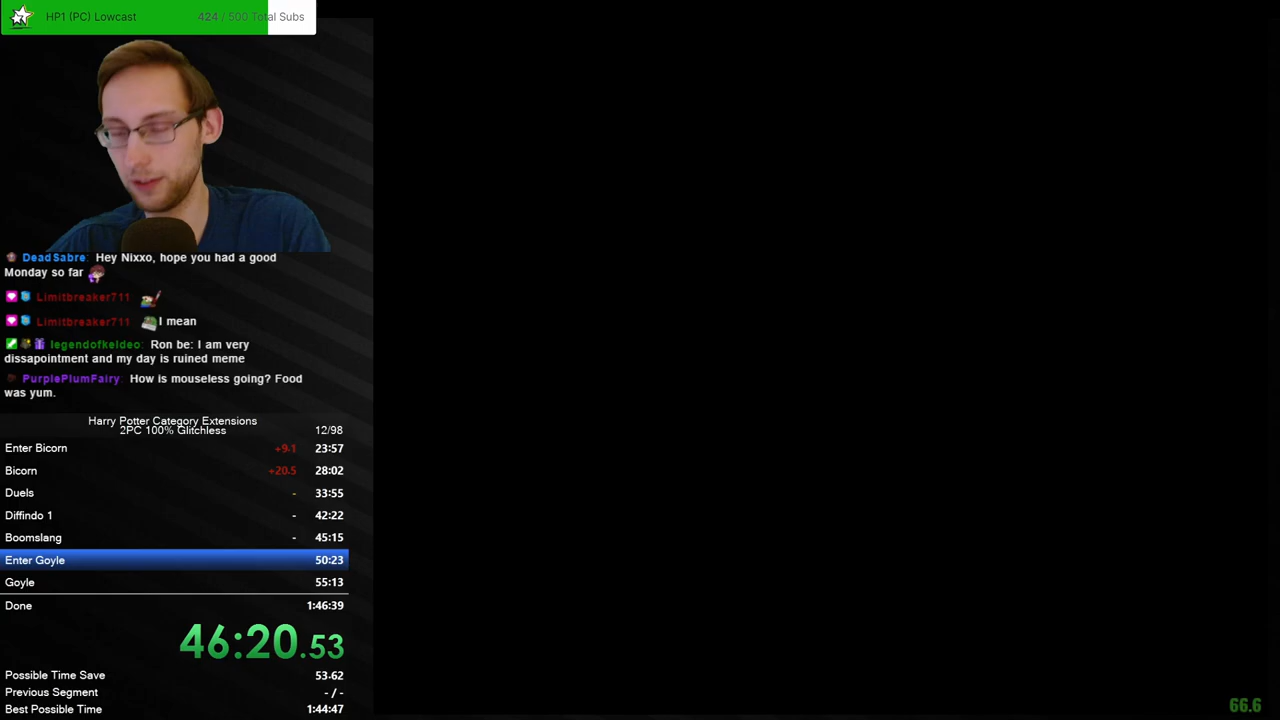 HP1 (PC) Lowcast 424 / 500 Total Subs
DeadSabre: Hey Nixxo, hope you had a good
Monday so far
Limitbreaker711
Limitbreaker711 I mean
legendofkeldeo: Ron be: I am very
dissapointment and my day is ruined meme
PurplePlumFairy: How is mouseless going? Food
was yum.
Harry Potter Category Extensions
2PC 100% Glitchless 12/98
Enter Bicorn +9.1 23:57
Bicorn +20.5 28:02
Duels - 33:55
Diffindo 1 - 42:22
Boomslang - 45:15
Enter Goyle 50:23
Goyle 55:13
Done 1:46:39
46:20.53
Possible Time Save 53.62
Previous Segment - / -
Best Possible Time 1:44:47
66.6